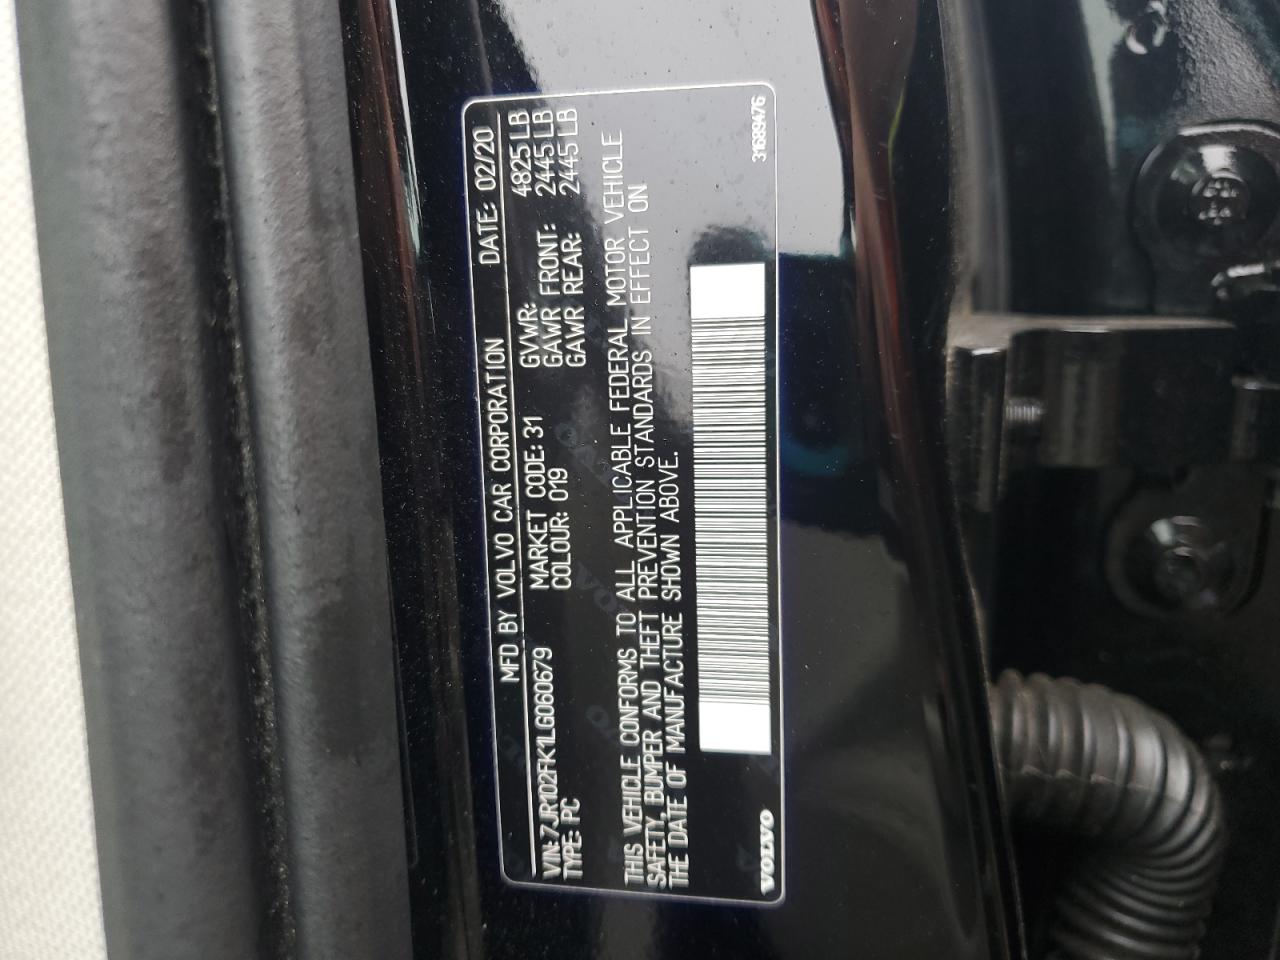 MFD BY VOLVO CAR CORPORATION DATE: 02/20
VIN: 7JR102FK1LG060679 MARKET CODE: 31 GVWR: 4825 LB
TYPE: PC COLOUR: 019 GAWR FRONT: 2445 LB
GAWR REAR: 2445 LB
THIS VEHICLE CONFORMS TO ALL APPLICABLE FEDERAL MOTOR VEHICLE
SAFETY, BUMPER AND THEFT PREVENTION STANDARDS IN EFFECT ON
THE DATE OF MANUFACTURE SHOWN ABOVE.
VOLVO 31689476